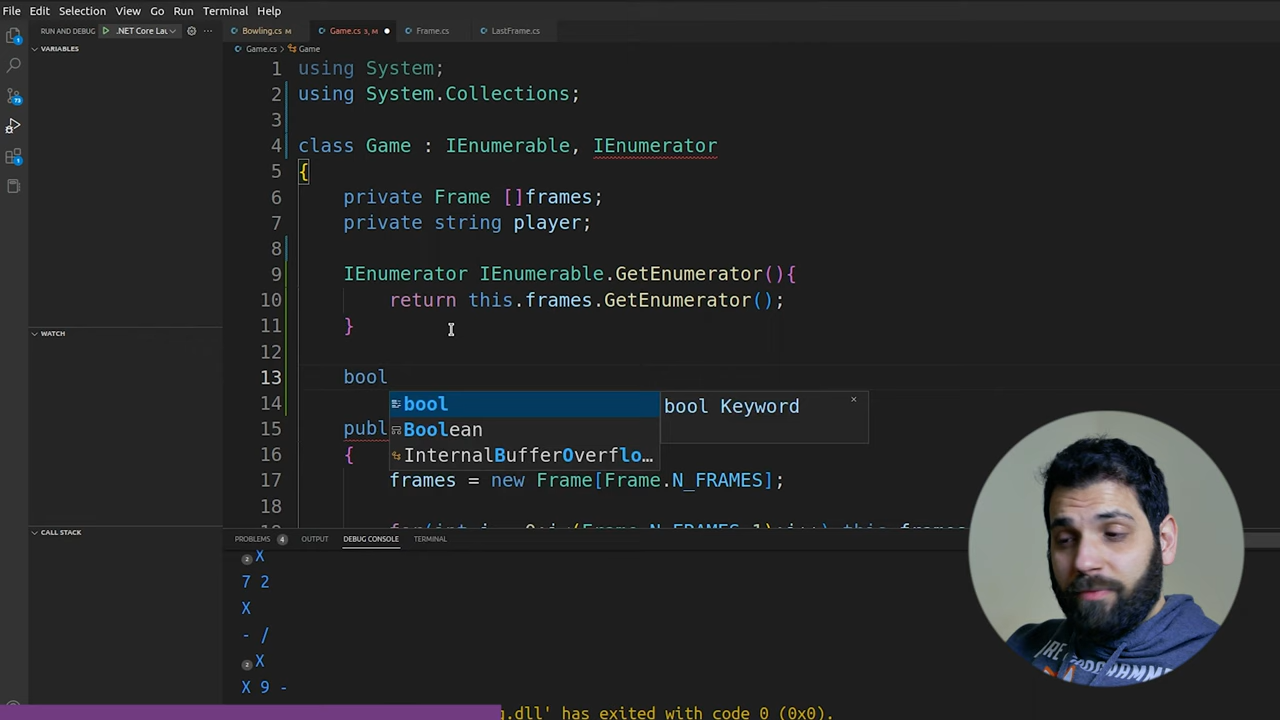 File Edit Selection View Go Run Terminal Help
RUN AND DEBUG .NET Core Lau ··· Bowling.cs M Game.cs 3, M Frame.cs LastFrame.cs
VARIABLES
Game.cs > Game
1 using System;
2 using System.Collections;
3
4 class Game : IEnumerable, IEnumerator
5 {
6 private Frame []frames;
7 private string player;
8
9 IEnumerator IEnumerable.GetEnumerator(){
10 return this.frames.GetEnumerator();
11 }
12
13 bool
14
bool bool Keyword
15 publ
Boolean
16 {
InternalBufferOverflo…
17 frames = new Frame[Frame.N_FRAMES];
18
WATCH
CALL STACK
PROBLEMS 4 OUTPUT DEBUG CONSOLE TERMINAL
2 X
7 2
X
- /
2 X
X 9 -
g.dll' has exited with code 0 (0x0).